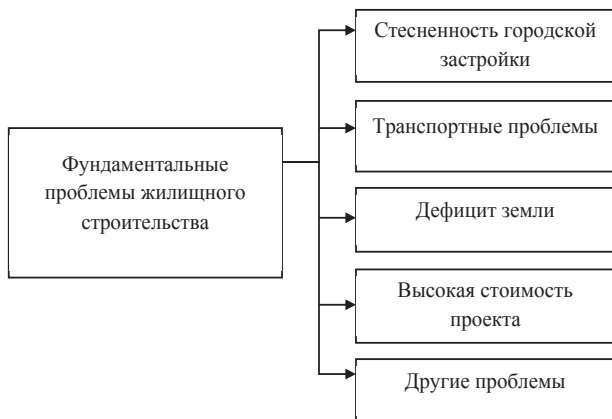 Фундаментальные
проблемы жилищного
строительства
Стесненность городской
застройки
Транспортные проблемы
Дефицит земли
Высокая стоимость
проекта
Другие проблемы